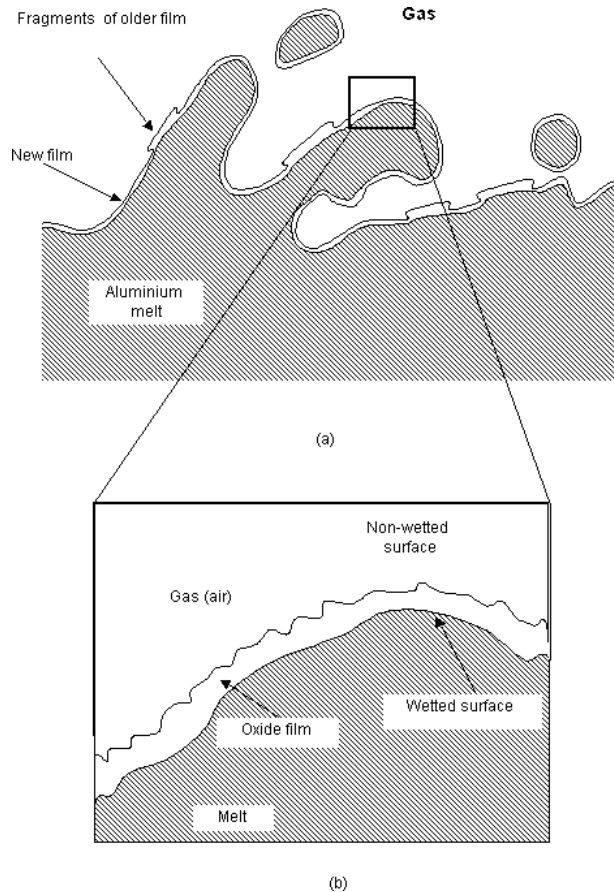 Fragments of older film
Gas
New film
Aluminium
melt
(a)
Non-wetted
surface
Gas (air)
Wetted surface
Oxide film
Melt
(b)